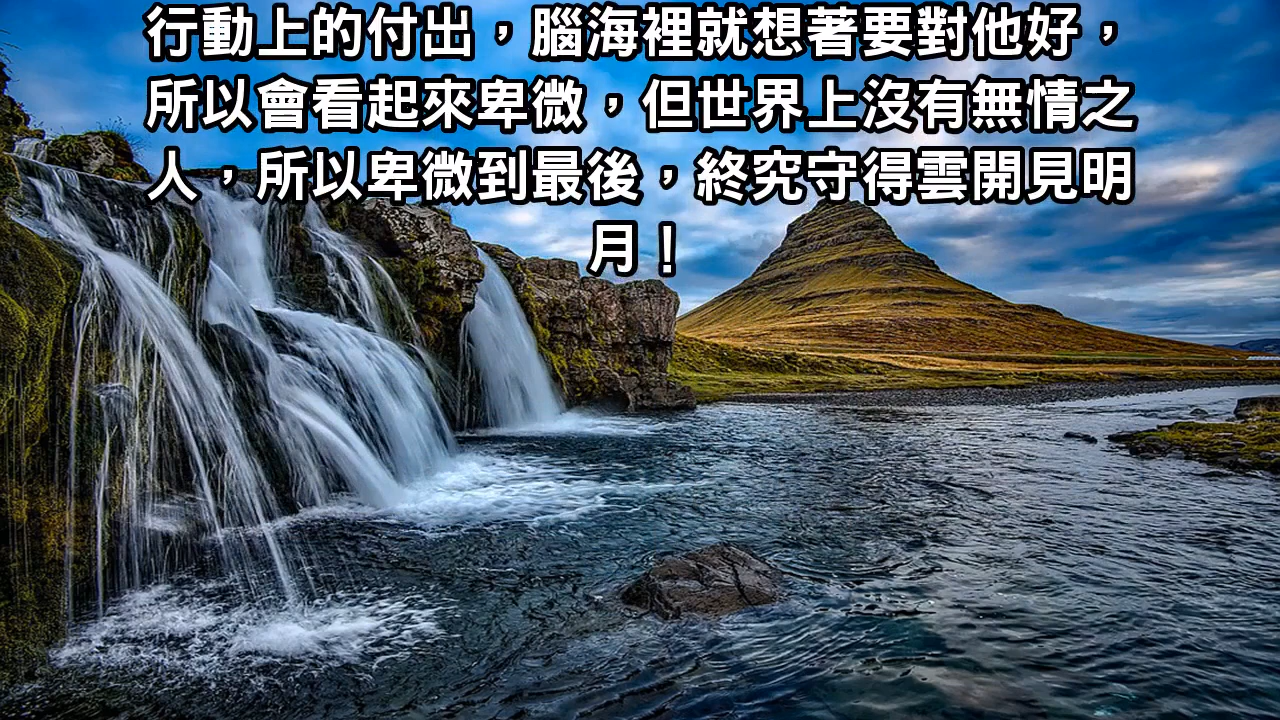 行動上的付出，腦海裡就想著要對他好，
所以會看起來卑微，但世界上沒有無情之
人，所以卑微到最後，終究守得雲開見明
月！